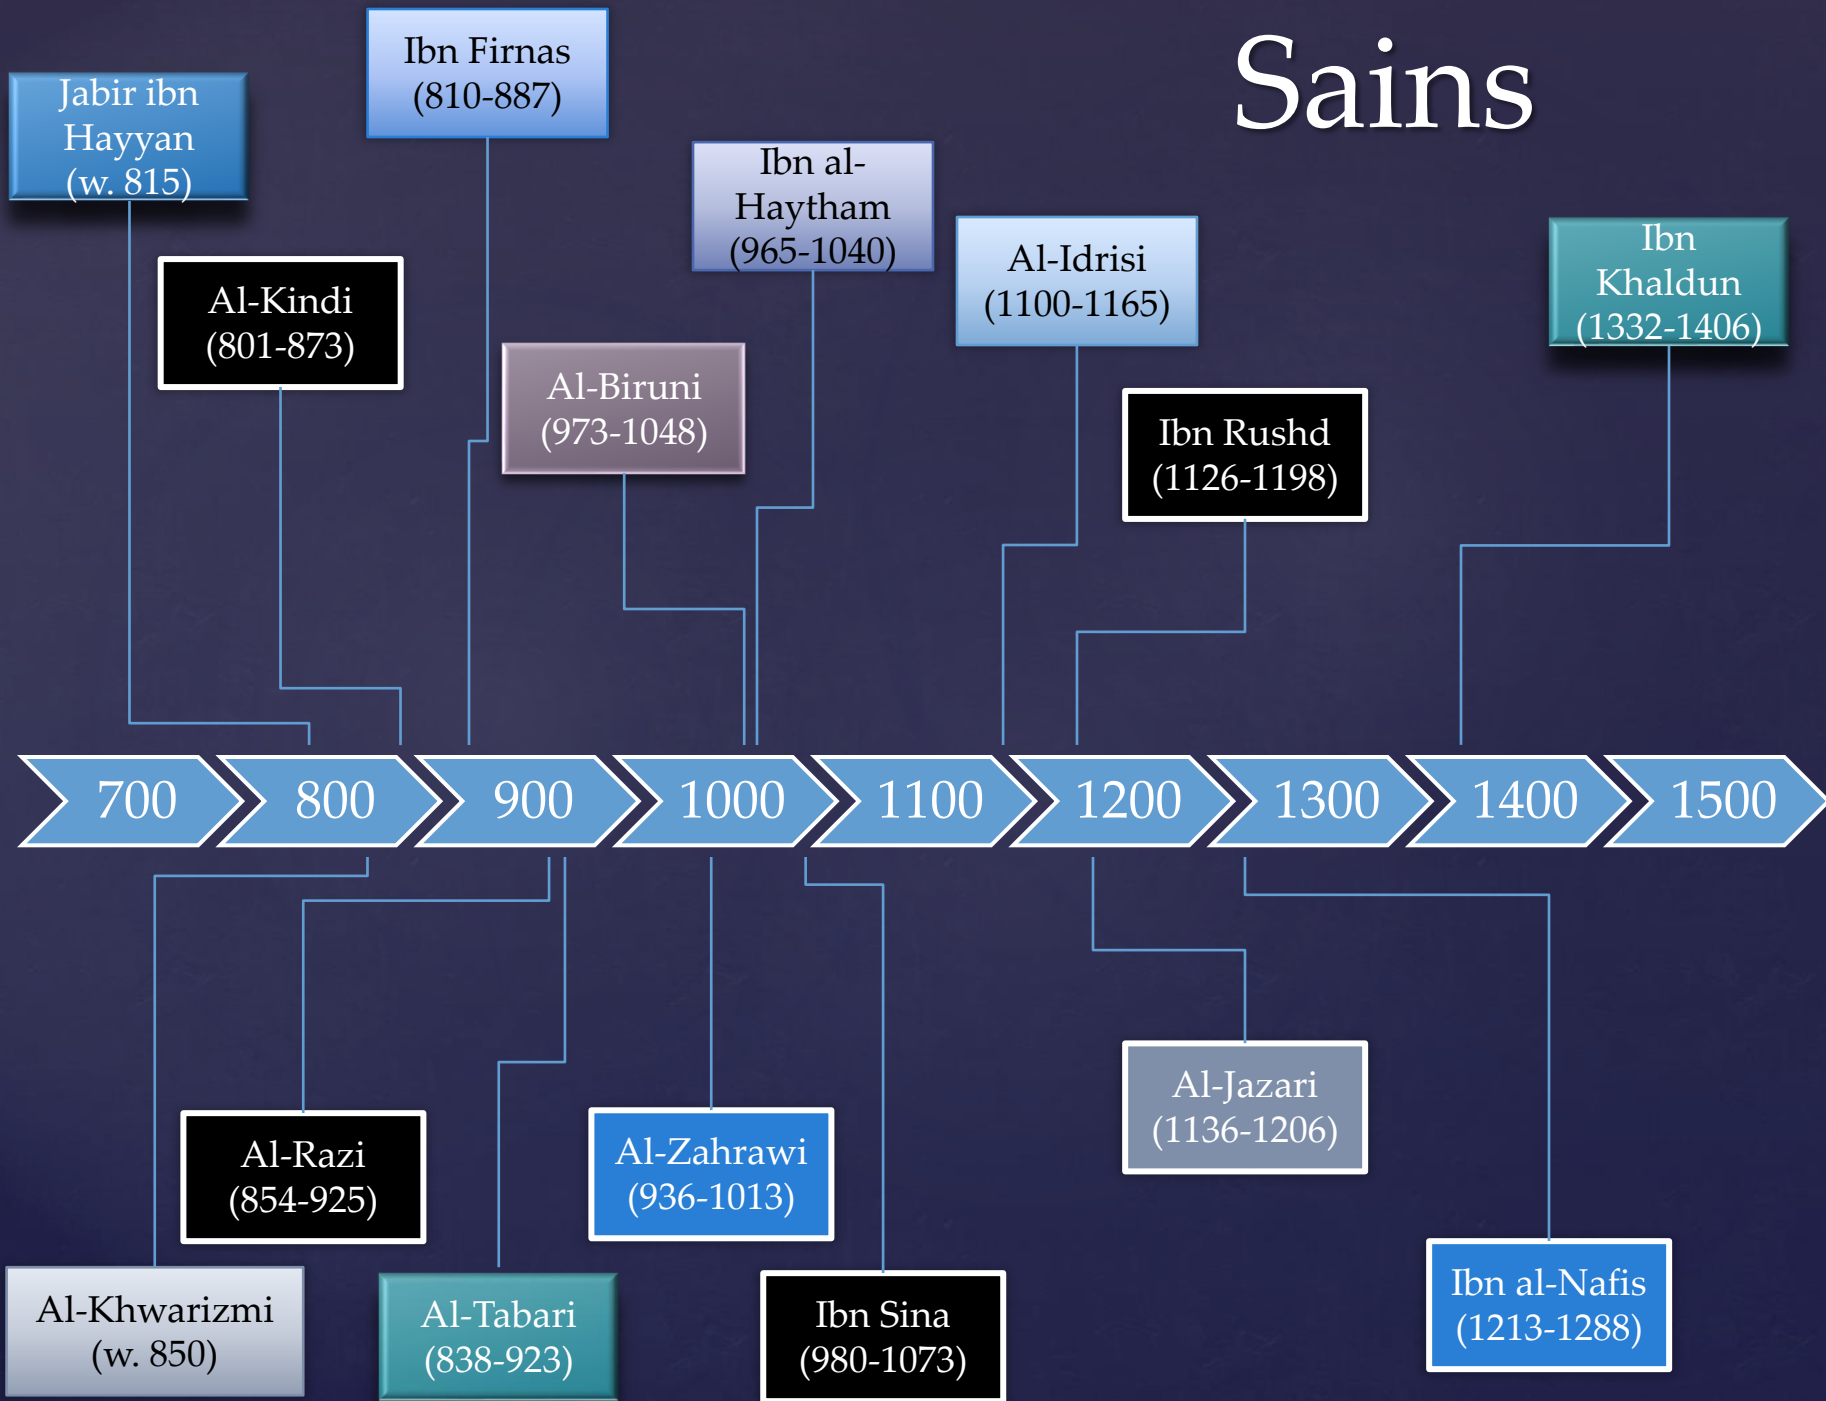 Sains
Ibn Firnas
(810-887)
Jabir ibn
Hayyan
(w. 815)
Ibn al-
Haytham
(965-1040)
Al-Idrisi
(1100-1165)
Ibn
Khaldun
(1332-1406)
Al-Kindi
(801-873)
Al-Biruni
(973-1048)
Ibn Rushd
(1126-1198)
700
800
900
1000
1100
1200
1300
1400
1500
Al-Jazari
(1136-1206)
Al-Razi
(854-925)
Al-Zahrawi
(936-1013)
Al-Khwarizmi
(w. 850)
Al-Tabari
(838-923)
Ibn Sina
(980-1073)
Ibn al-Nafis
(1213-1288)